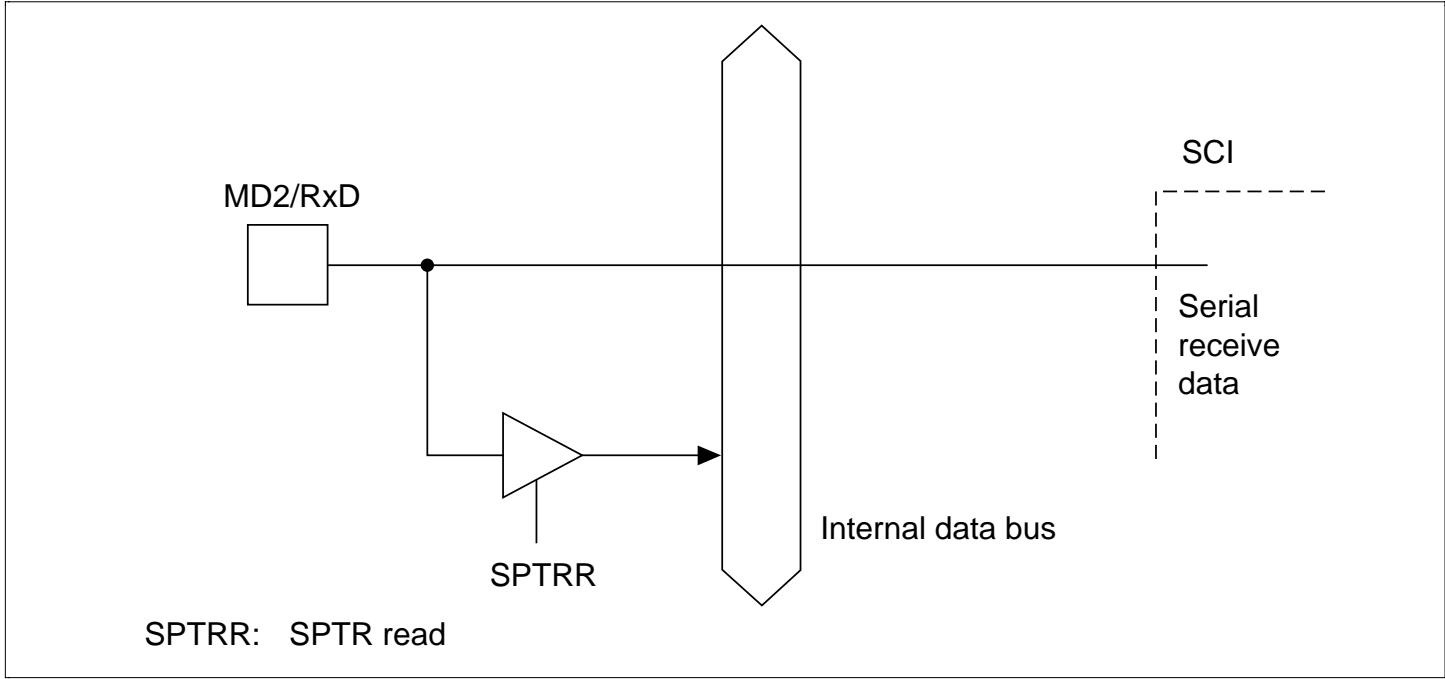 SCI
MD2/RxD
Serial
receive
data
Internal data bus
SPTRR
SPTRR: SPTR read